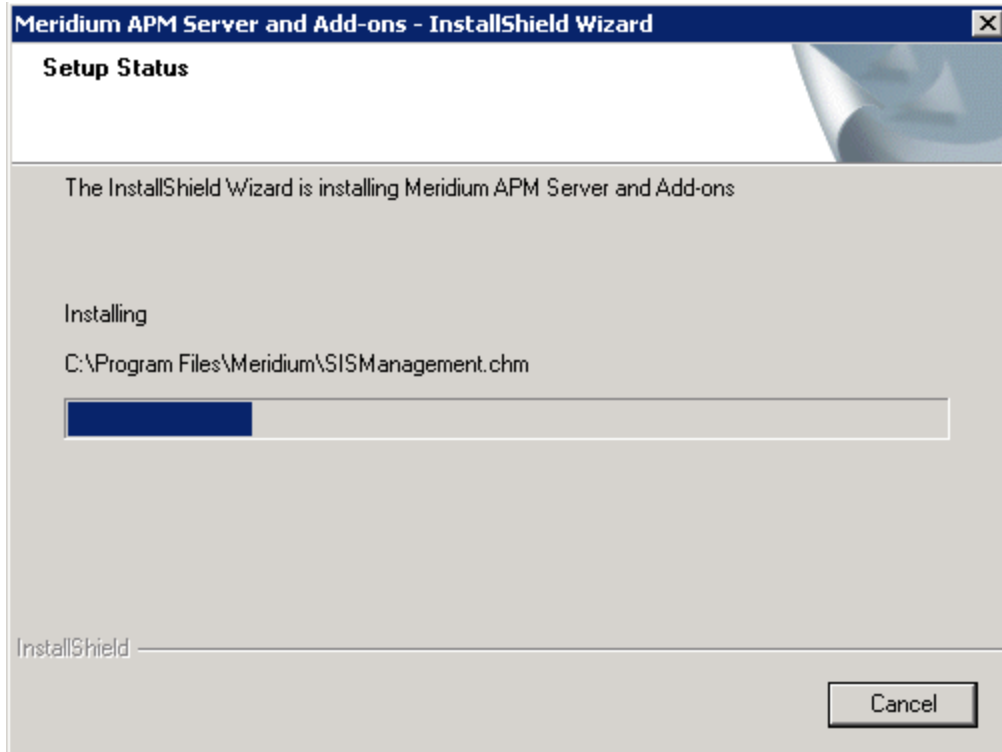 Meridium APM Server and Add-ons - InstallShield Wizard
Setup Status
The InstallShield Wizard is installing Meridium APM Server and Add-ons
Installing
C:\Program Files\Meridium\SISManagement.chm
InstallShield
Cancel